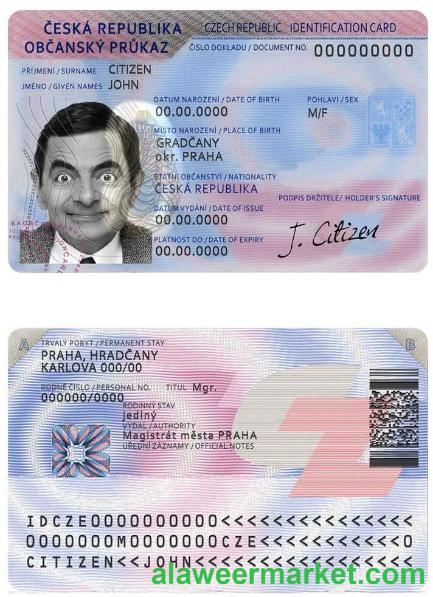 ČESKÁ REPUBLIKA
CZECH REPUBLIC IDENTIFICATION CARD
OBČANSKÝ PRŮKAZ
ČÍSLO DOKLADU / DOCUMENT NO. 000000000
PŘÍJMENÍ / SURNAME CITIZEN
JMÉNO / GIVEN NAMES JOHN
DATUM NAROZENÍ / DATE OF BIRTH
POHLAVÍ / SEX
00.00.0000
M/F
MÍSTO NAROZENÍ / PLACE OF BIRTH
GRADČANY
okr. PRAHA
STÁTNÍ OBČANSTVÍ / NATIONALITY
ČESKÁ REPUBLIKA
PODPIS DRŽITELE / HOLDER'S SIGNATURE
DATUM VYDÁNÍ / DATE OF ISSUE
00.00.0000
J. Citizen
PLATNOST DO / DATE OF EXPIRY
00.00.0000
A
B
TRVALÝ POBYT / PERMANENT STAY
PRAHA, HRADČANY
KARLOVA 000/00
RODNÉ ČÍSLO / PERSONAL NO. TITUL Mgr.
000000/0000
RODINNÝ STAV
jediný
VYDAL / AUTHORITY
Magistrát města PRAHA
ÚŘEDNÍ ZÁZNAMY / OFFICIAL NOTES
CZ
IDCZE0000000000<<<<<<<<<<<<<<<
0000000M0000000CZE<<<<<<<<<<<0
CITIZEN<<JOHN<<<<<<<<<<<<<<<<<
alaweermarket.com